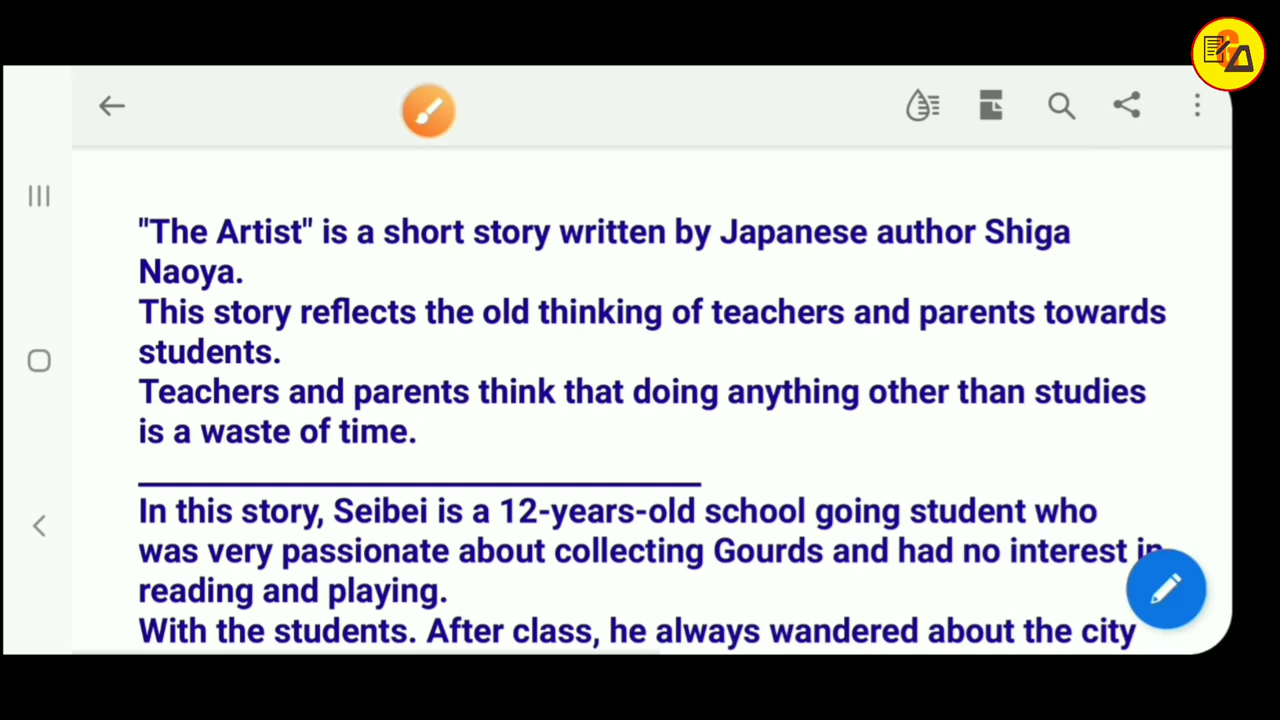 "The Artist" is a short story written by Japanese author Shiga
Naoya.
This story reflects the old thinking of teachers and parents towards
students.
Teachers and parents think that doing anything other than studies
is a waste of time.
In this story, Seibei is a 12-years-old school going student who
was very passionate about collecting Gourds and had no interest in
reading and playing.
With the students. After class, he always wandered about the city